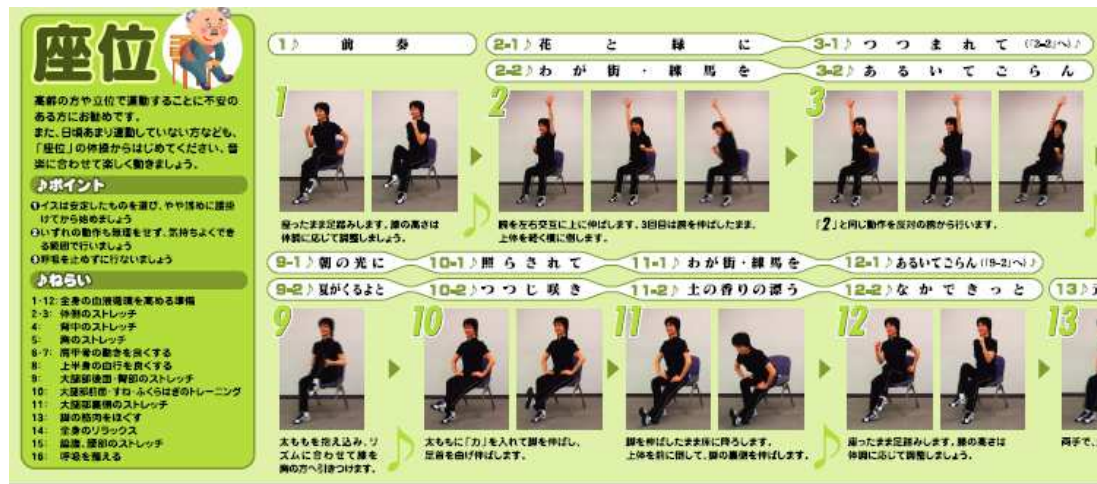 座位
高齢の方や立位で運動することに不安の
ある方にお勧めです。
また、日頃あまり運動していない方なども、
「座位」の体操からはじめてください。音
楽に合わせて楽しく動きましょう。
♪ポイント
❶イスは安定したものを選び、やや浅めに腰掛
けてから始めましょう
❷いずれの動作も無理をせず、気持ちよくでき
る範囲で行いましょう
❸呼吸を止めずに行ないましょう
♪ねらい
1・12: 全身の血液循環を高める準備
2・3: 体側のストレッチ
4: 背中のストレッチ
5: 胸のストレッチ
6・7: 肩甲骨の動きを良くする
8: 上半身の血行を良くする
9: 大腿部後面・臀部のストレッチ
10: 大腿部前面・すね・ふくらはぎのトレーニング
11: 大腿部裏側のストレッチ
13: 脚の筋肉をほぐす
14: 全身のリラックス
15: 脇腹、腰部のストレッチ
16: 呼吸を整える
1♪ 前奏
2-1♪花と緑に
3-1♪つつまれて(「3-2」へ)♪
2-2♪わが街・練馬を
3-2♪あるいてごらん
1
2
3
座ったまま足踏みします。膝の高さは
体調に応じて調整しましょう。
腕を左右交互に上に伸ばします。3回目は腕を伸ばしたまま、
上体を軽く横に倒します。
「2」と同じ動作を反対の腕から行います。
9-1♪朝の光に
10-1♪照らされて
11-1♪わが街・練馬を
12-1♪あるいてごらん(「9-2」へ)♪
9-2♪夏がくるよと
10-2♪つつじ咲き
11-2♪土の香りの漂う
12-2♪なかできっと
13♪
9
10
11
12
13
太ももを抱え込み、リ
ズムに合わせて膝を
胸の方へ引きつけます。
太ももに「力」を入れて脚を伸ばし、
足首を曲げ伸ばします。
脚を伸ばしたまま床に降ろします。
上体を前に倒して、脚の裏側を伸ばします。
座ったまま足踏みします。膝の高さは
体調に応じて調整しましょう。
両手で、